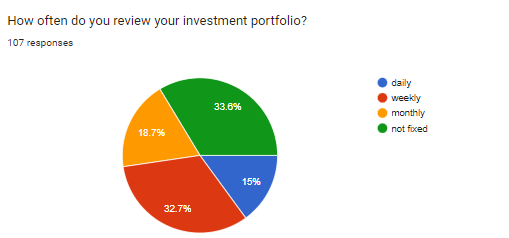 How often do you review your investment portfolio?
107 responses
33.6%
18.7%
15%
32.7%
daily
weekly
monthly
not fixed